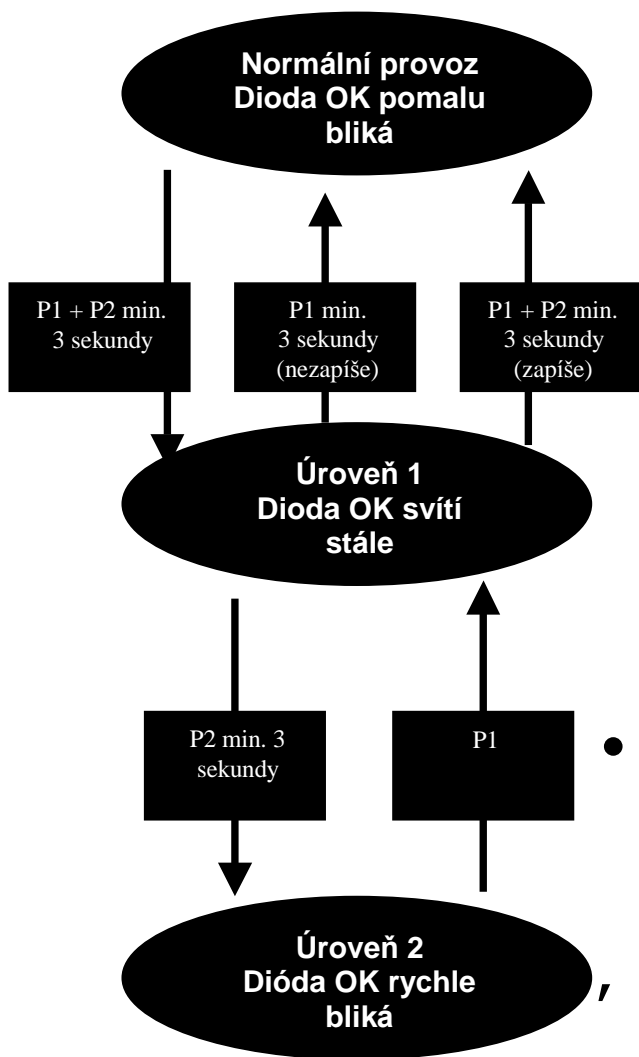 Normální provoz
Dioda OK pomalu
bliká
P1 + P2 min.
3 sekundy
P1 min.
3 sekundy
(nezapíše)
P1 + P2 min.
3 sekundy
(zapíše)
Úroveň 1
Dioda OK svítí
stále
P2 min. 3
sekundy
P1
•
Úroveň 2
Dióda OK rychle
bliká
,